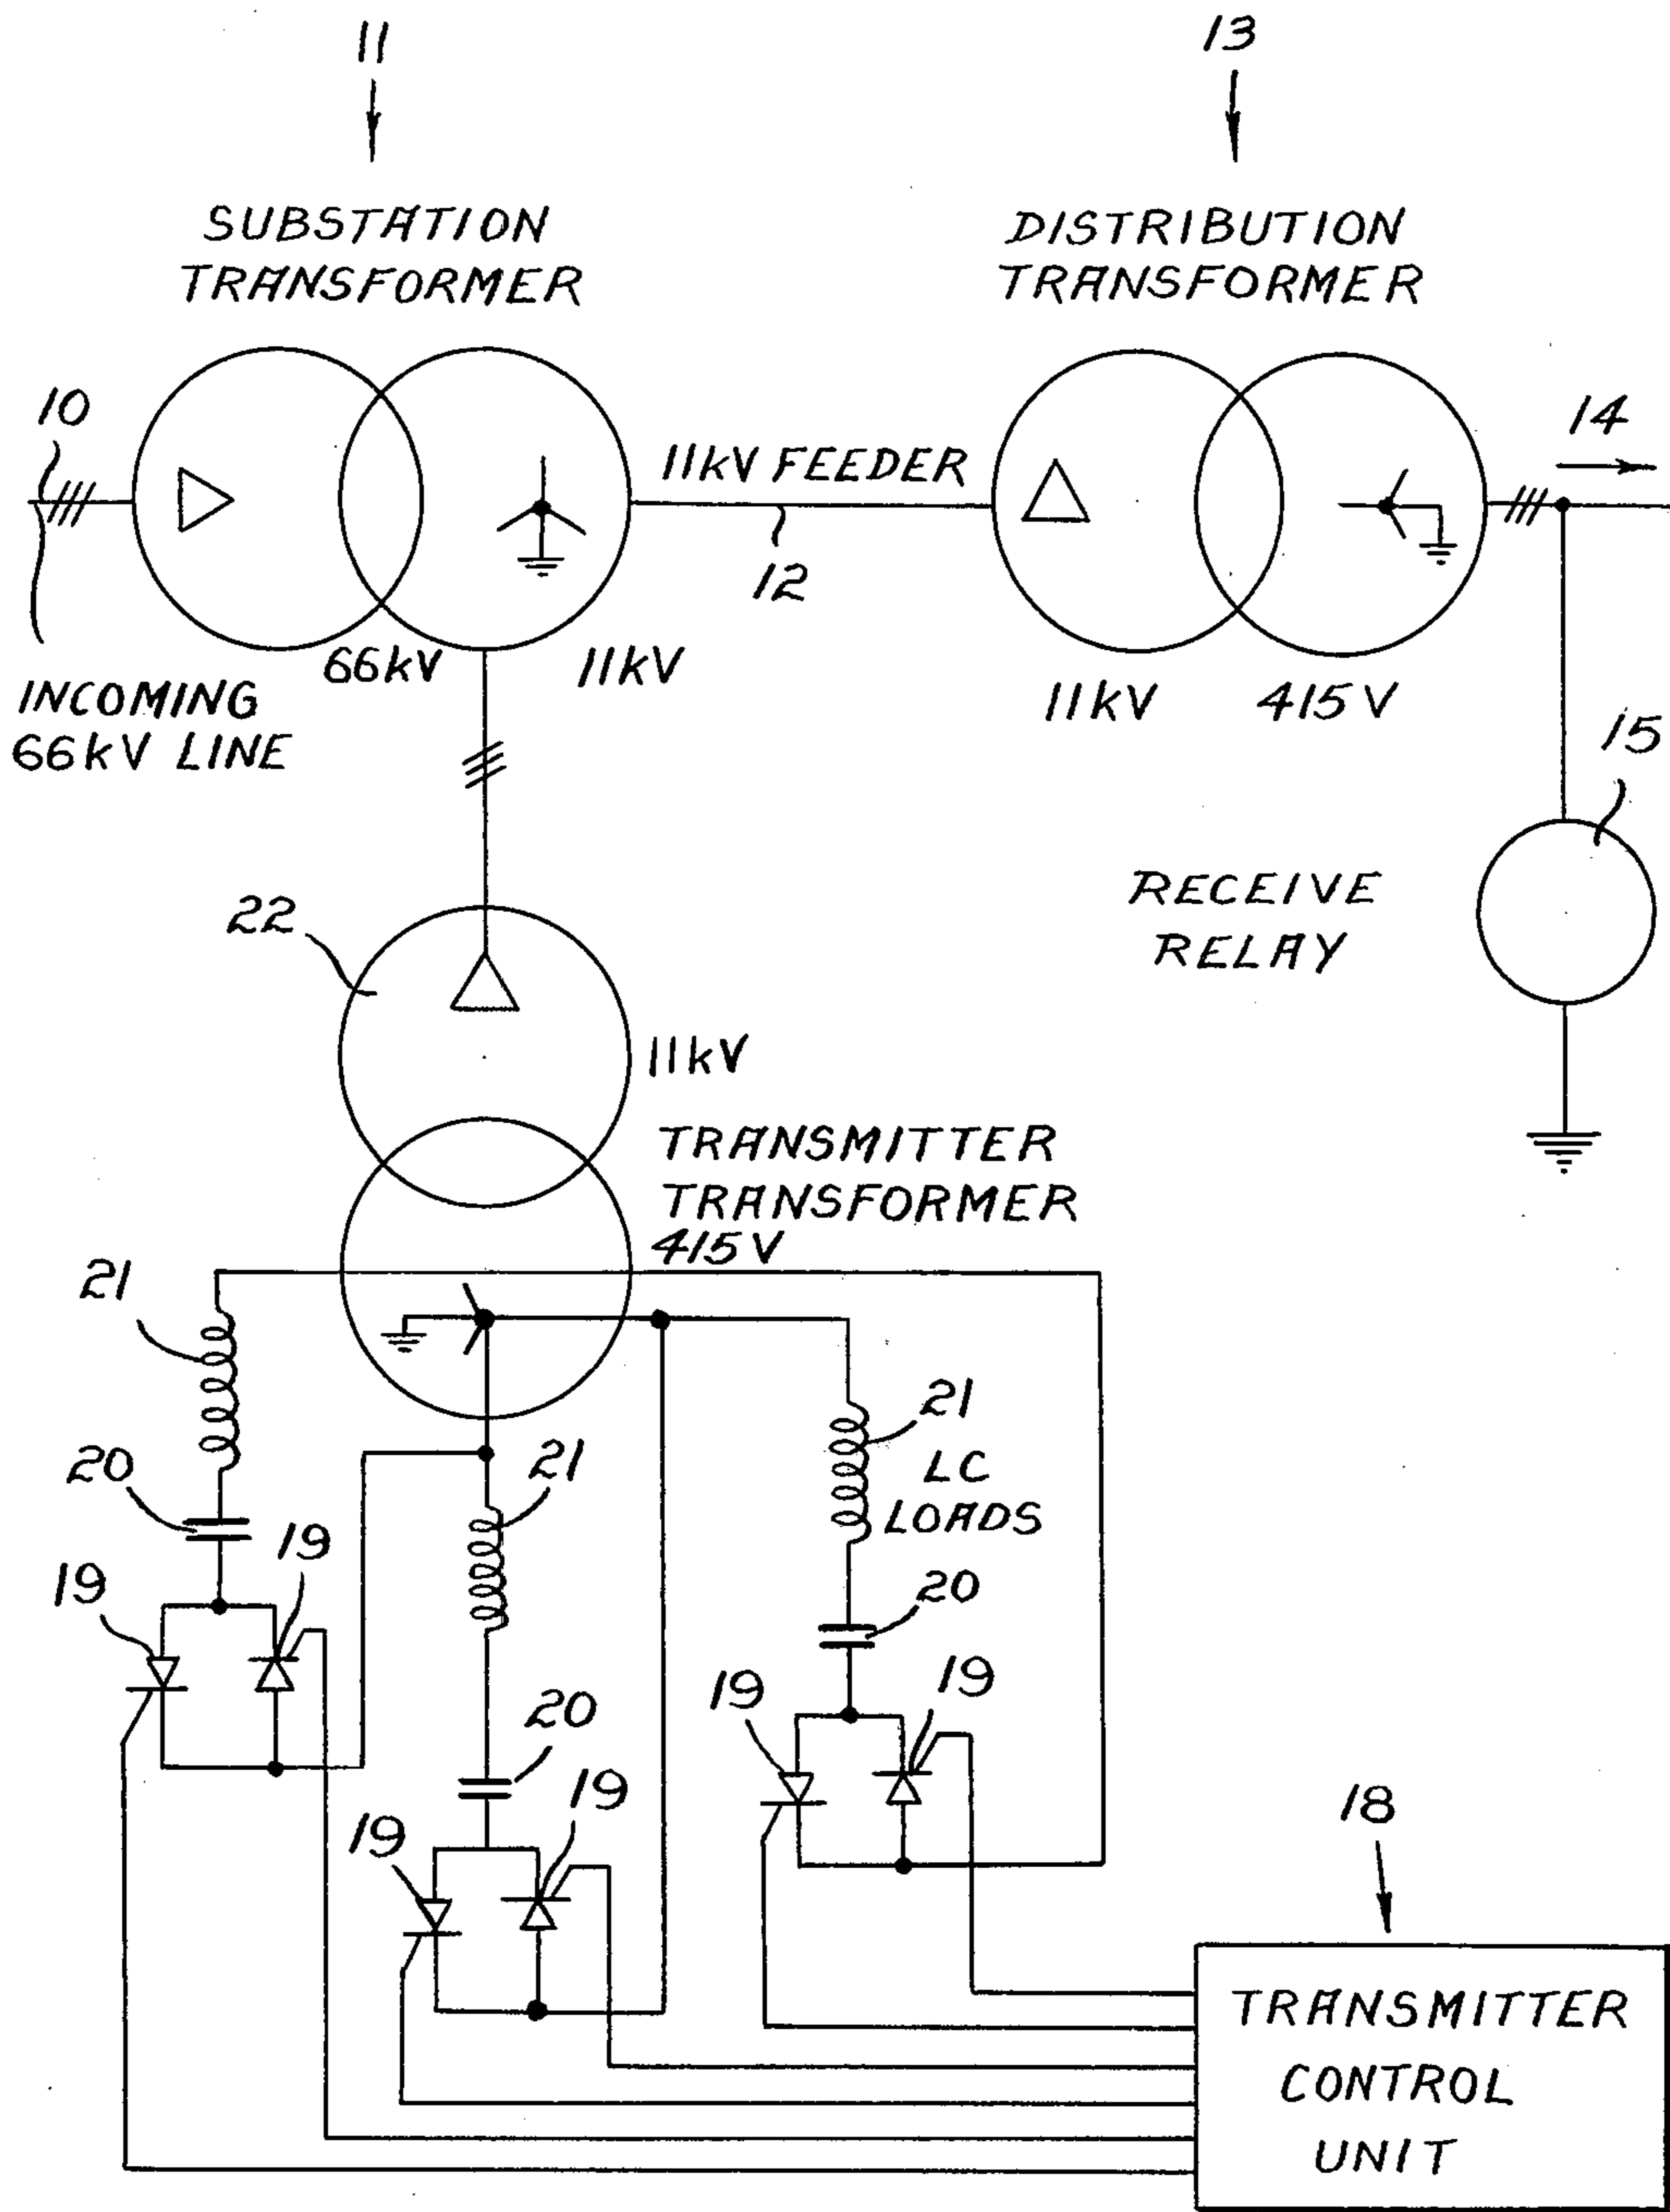 11
13
SUBSTATION
TRANSFORMER
DISTRIBUTION
TRANSFORMER
10
14
11kV FEEDER
12
66kV
11kV
11kV
415V
INCOMING
66kV LINE
15
RECEIVE
RELAY
22
11kV
TRANSMITTER
TRANSFORMER
415V
21
21
LC
LOADS
21
20
19
19
20
19
19
20
19
19
18
TRANSMITTER
CONTROL
UNIT